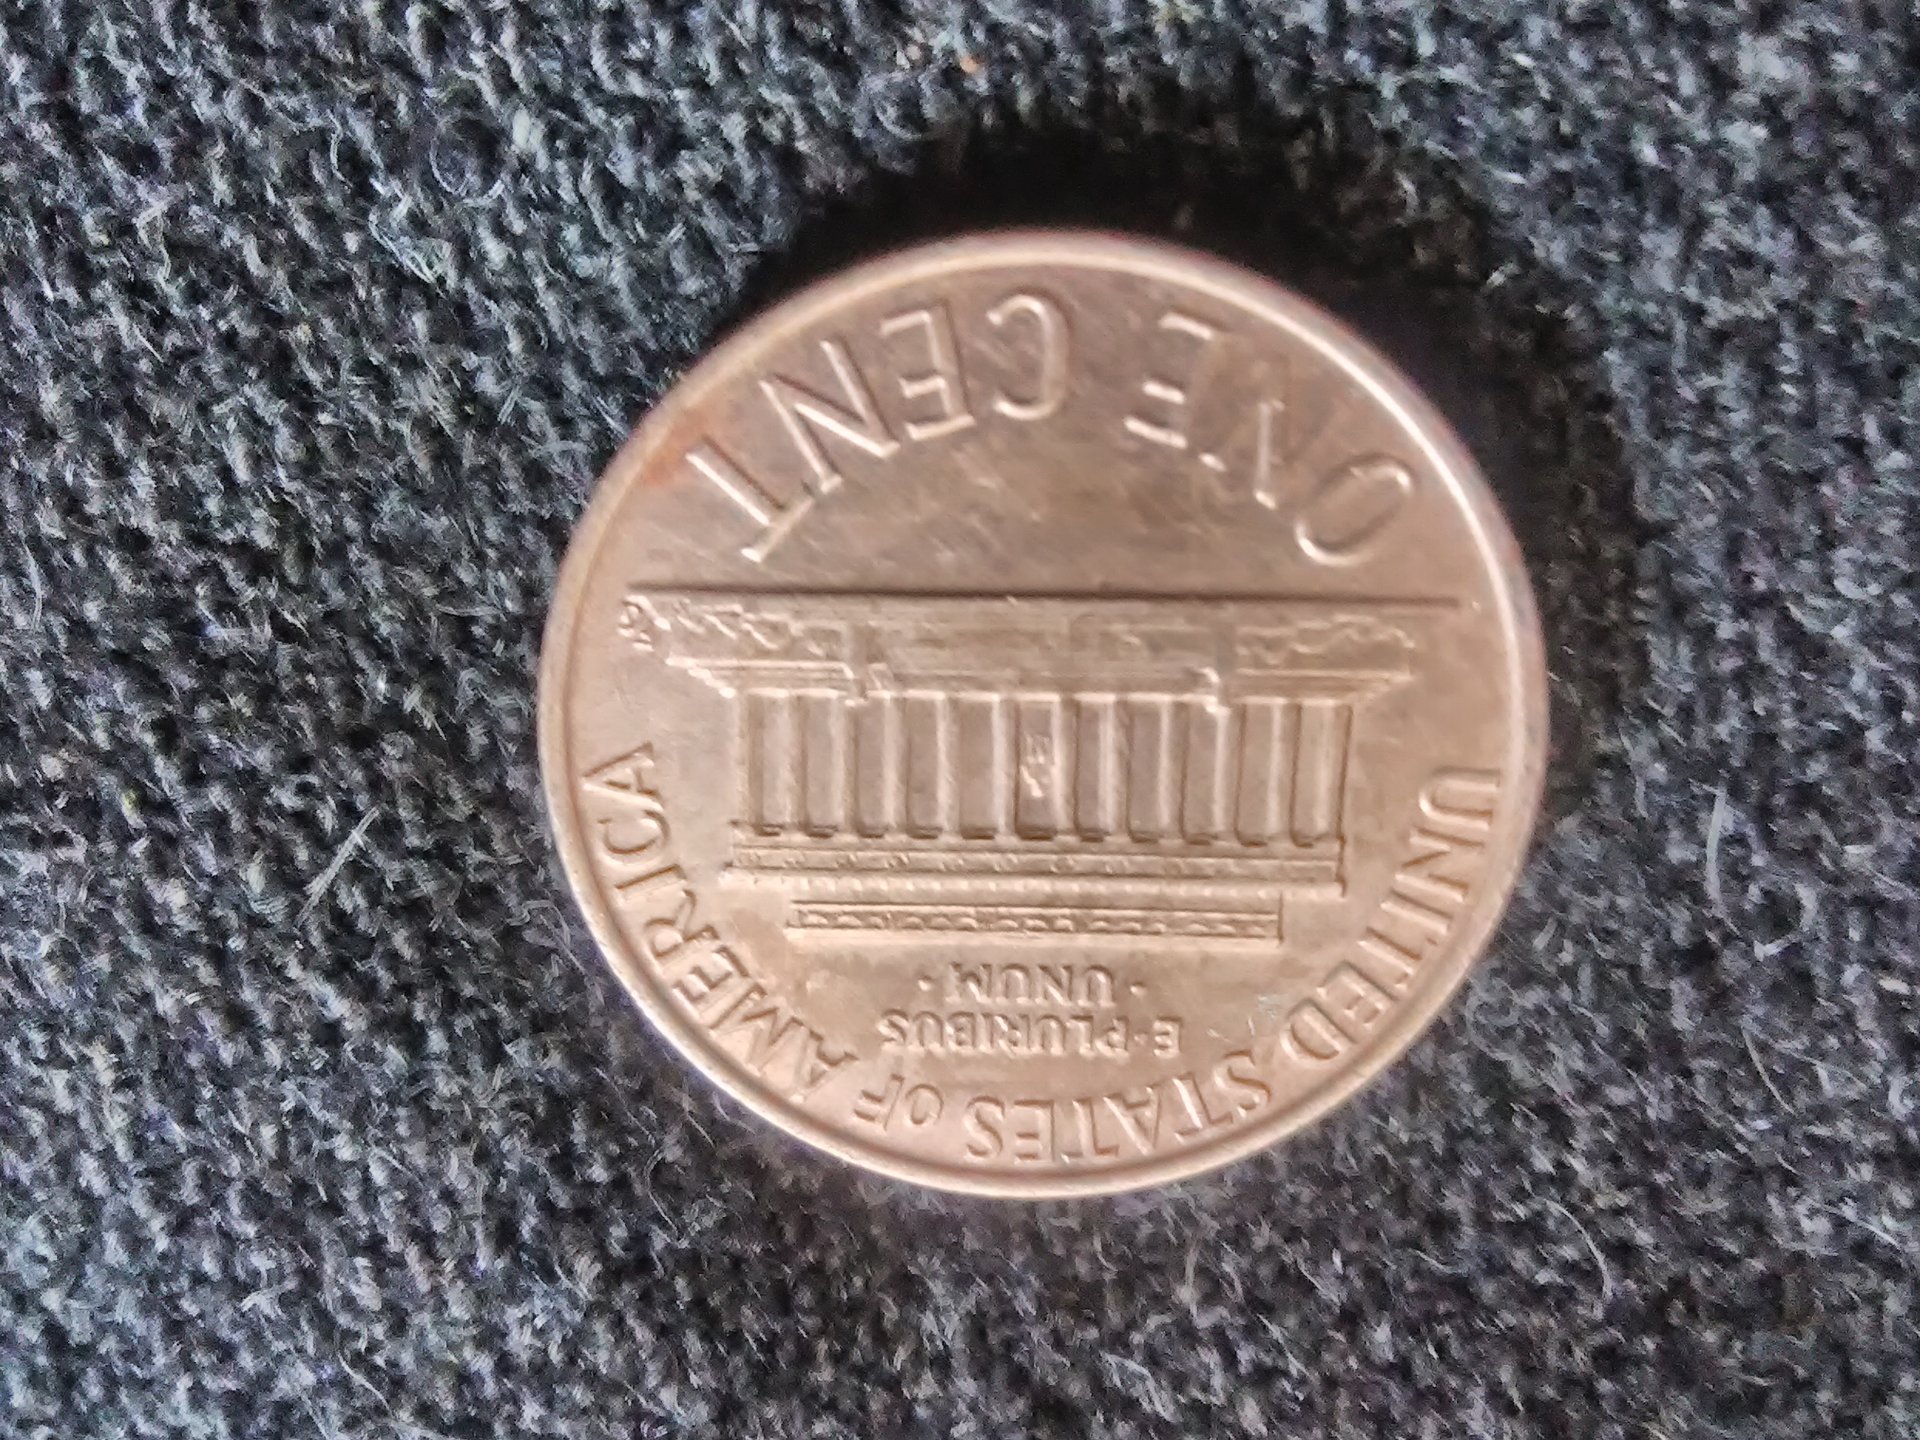 UNITED STATES OF AMERICA
E·PLURIBUS
·UNUM·
ONE CENT